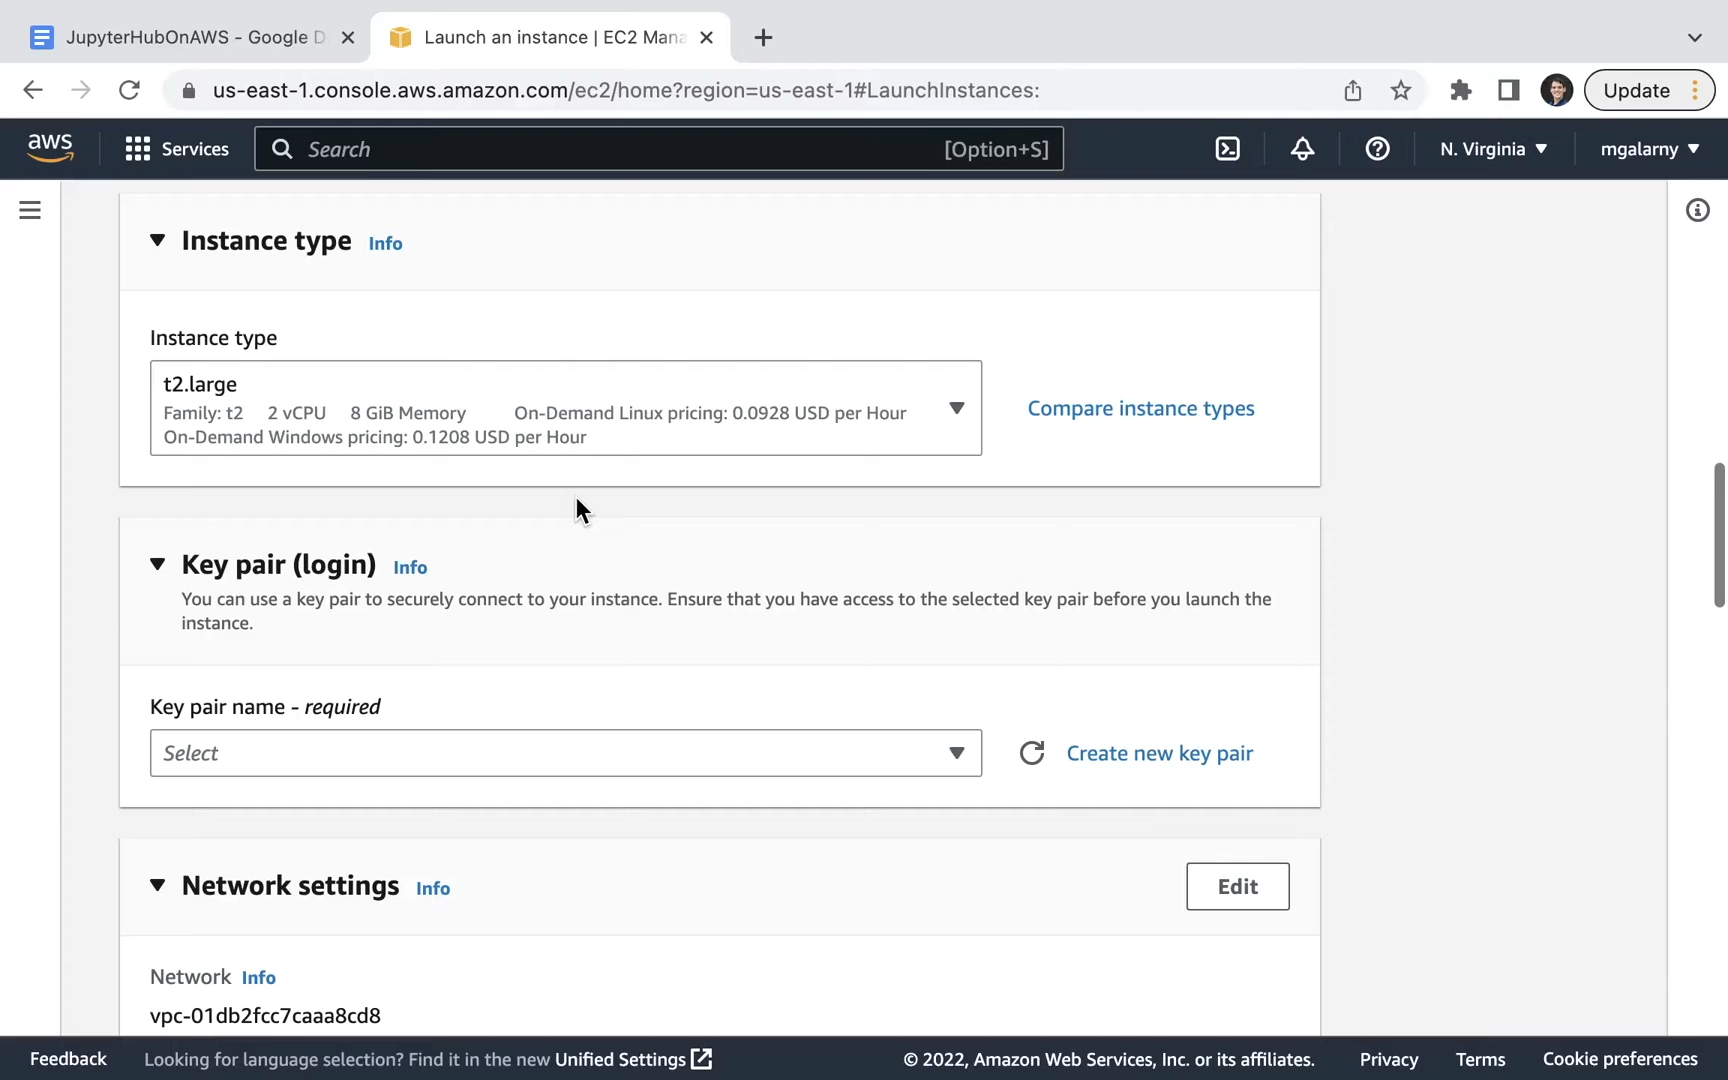 JupyterHubOnAWS - Google D
Launch an instance | EC2 Mana
us-east-1.console.aws.amazon.com/ec2/home?region=us-east-1#LaunchInstances:
Update
aws
Services
Search
[Option+S]
N. Virginia
mgalarny
Instance type Info
Instance type
t2.large
Family: t2 2 vCPU 8 GiB Memory On-Demand Linux pricing: 0.0928 USD per Hour
On-Demand Windows pricing: 0.1208 USD per Hour
Compare instance types
Key pair (login) Info
You can use a key pair to securely connect to your instance. Ensure that you have access to the selected key pair before you launch the
instance.
Key pair name - required
Select
Create new key pair
Network settings Info
Edit
Network Info
vpc-01db2fcc7caaa8cd8
Feedback
Looking for language selection? Find it in the new Unified Settings
© 2022, Amazon Web Services, Inc. or its affiliates.
Privacy
Terms
Cookie preferences